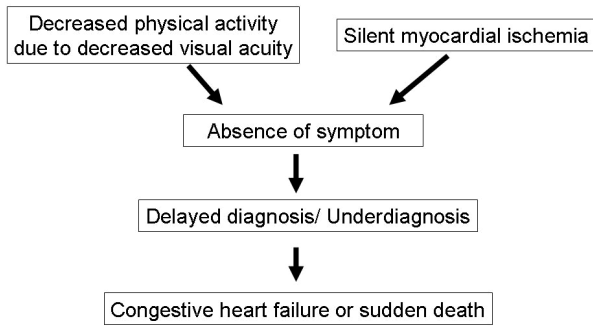 Decreased physical activity
due to decreased visual acuity
Silent myocardial ischemia
Absence of symptom
Delayed diagnosis/ Underdiagnosis
Congestive heart failure or sudden death